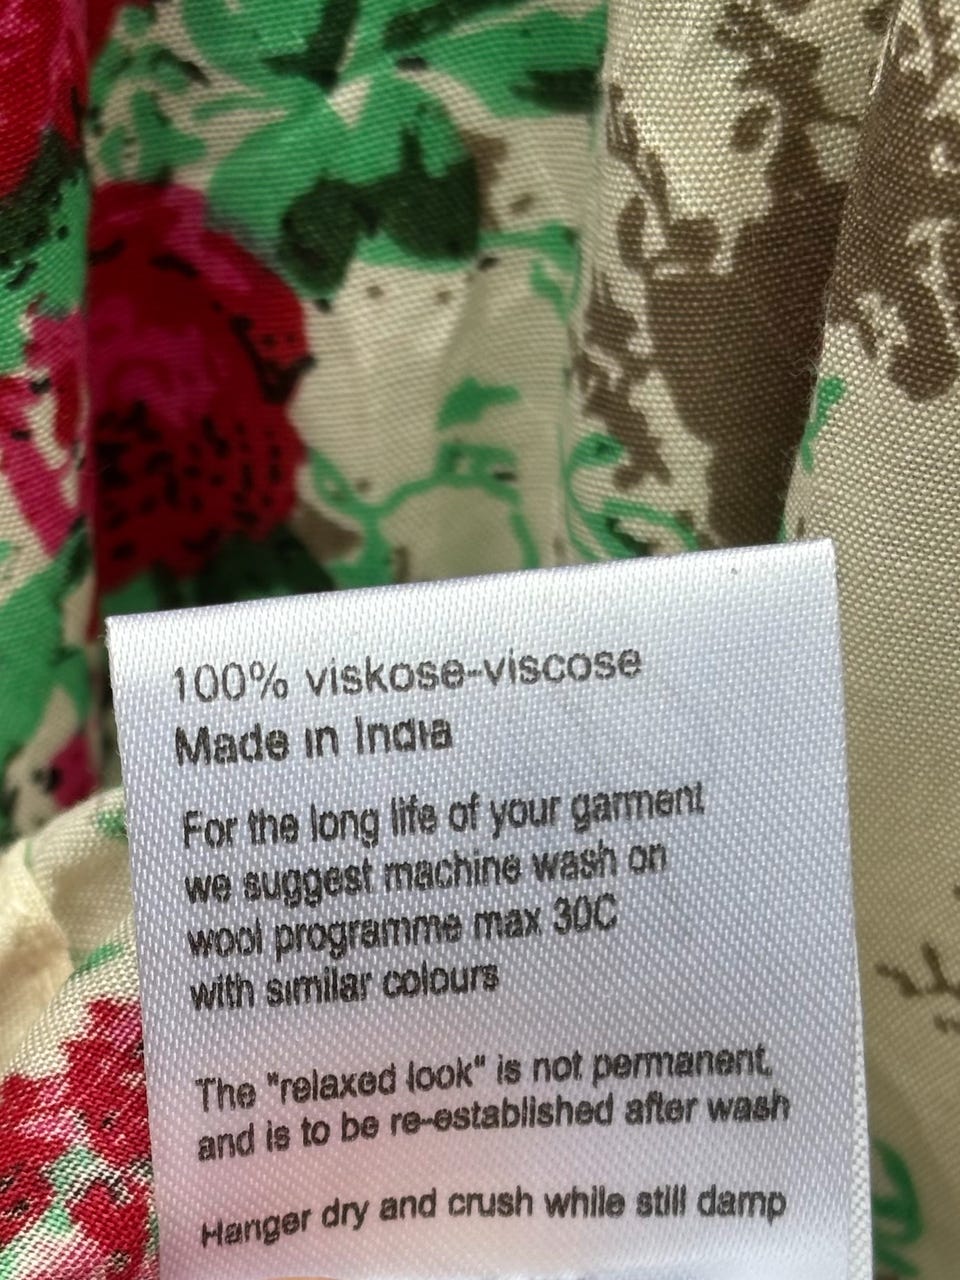 100% viskose-viscose
Made in India
For the long life of your garment
we suggest machine wash on
wool programme max 30C
with similar colours
The "relaxed look" is not permanent,
and is to be re-established after wash
Hanger dry and crush while still damp